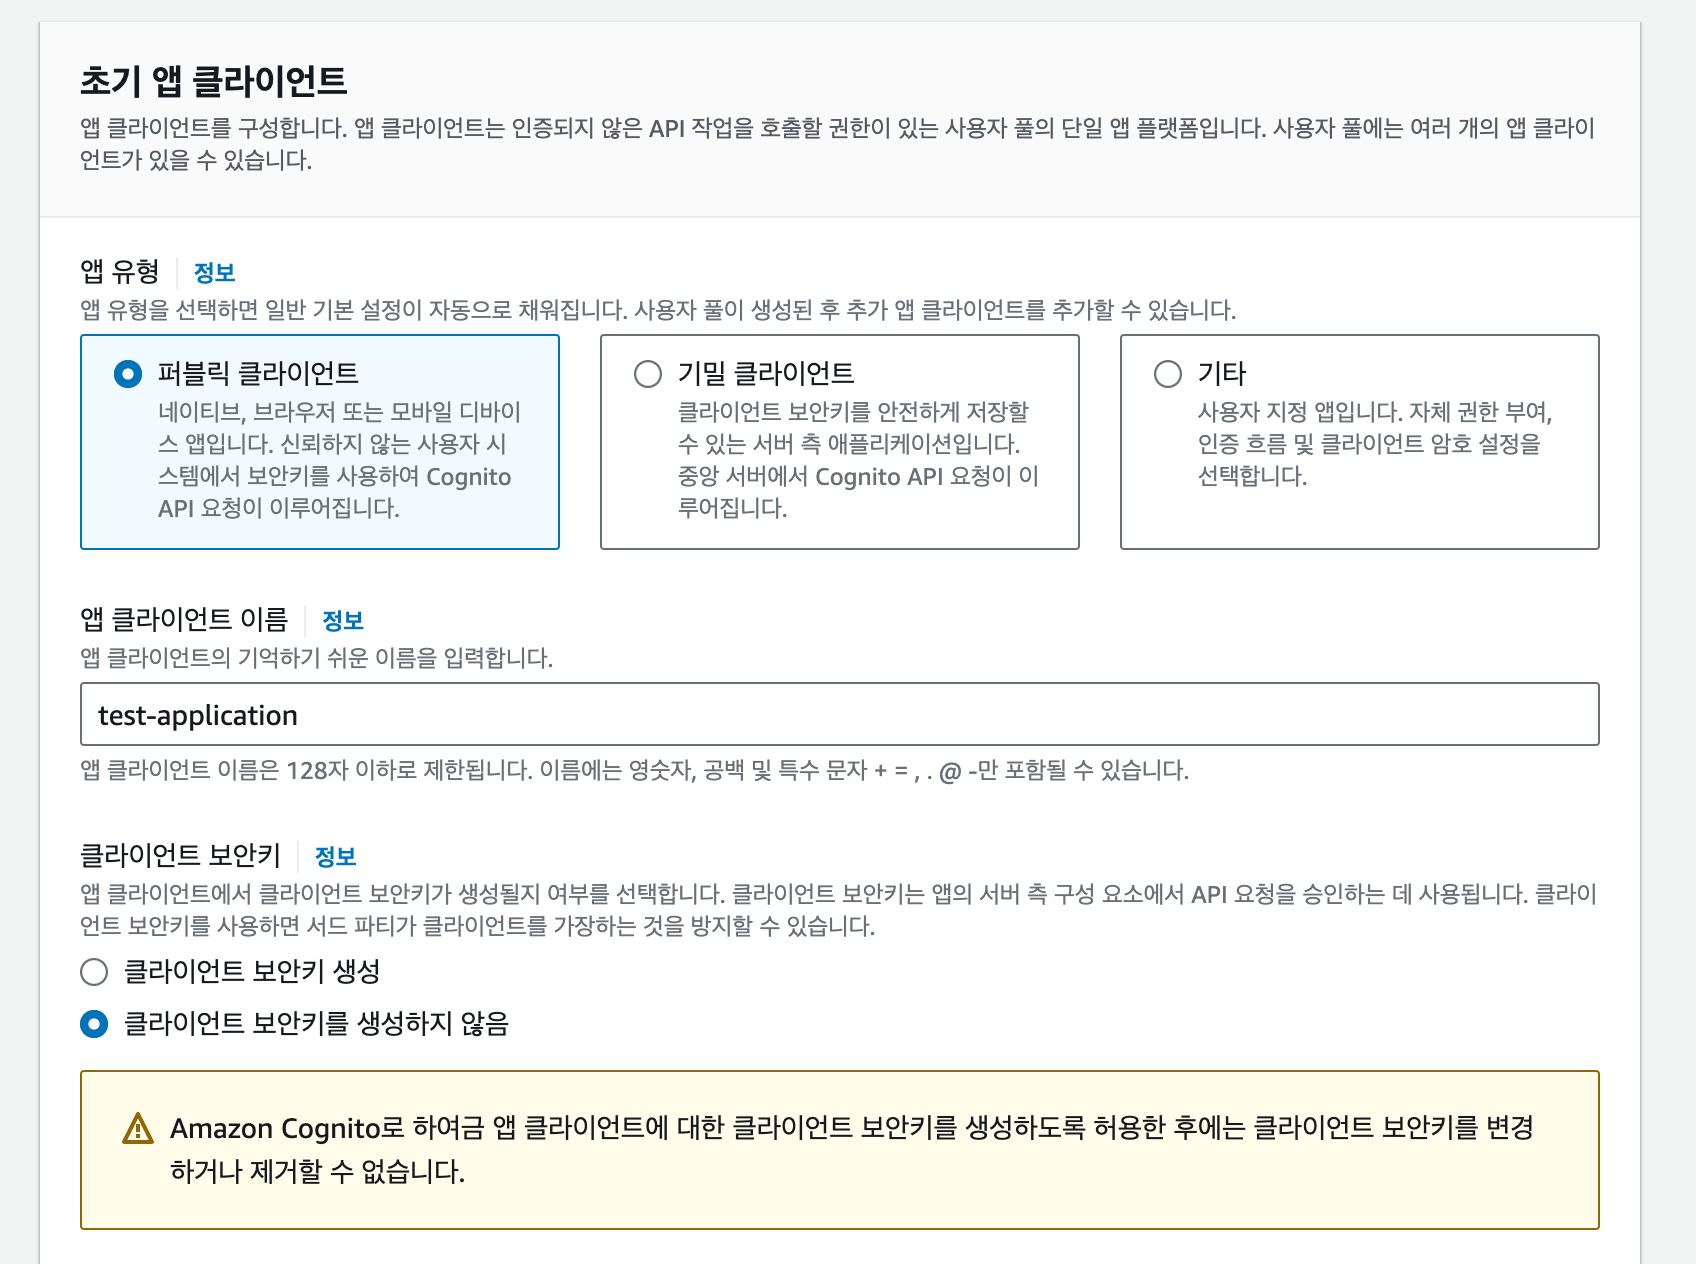 초기 앱 클라이언트
앱 클라이언트를 구성합니다. 앱 클라이언트는 인증되지 않은 API 작업을 호출할 권한이 있는 사용자 풀의 단일 앱 플랫폼입니다. 사용자 풀에는 여러 개의 앱 클라이
언트가 있을 수 있습니다.
앱 유형 정보
앱 유형을 선택하면 일반 기본 설정이 자동으로 채워집니다. 사용자 풀이 생성된 후 추가 앱 클라이언트를 추가할 수 있습니다.
퍼블릭 클라이언트
네이티브, 브라우저 또는 모바일 디바이
스 앱입니다. 신뢰하지 않는 사용자 시
스템에서 보안키를 사용하여 Cognito
API 요청이 이루어집니다.
기밀 클라이언트
클라이언트 보안키를 안전하게 저장할
수 있는 서버 측 애플리케이션입니다.
중앙 서버에서 Cognito API 요청이 이
루어집니다.
기타
사용자 지정 앱입니다. 자체 권한 부여,
인증 흐름 및 클라이언트 암호 설정을
선택합니다.
앱 클라이언트 이름 정보
앱 클라이언트의 기억하기 쉬운 이름을 입력합니다.
test-application
앱 클라이언트 이름은 128자 이하로 제한됩니다. 이름에는 영숫자, 공백 및 특수 문자 + = , . @ -만 포함될 수 있습니다.
클라이언트 보안키 정보
앱 클라이언트에서 클라이언트 보안키가 생성될지 여부를 선택합니다. 클라이언트 보안키는 앱의 서버 측 구성 요소에서 API 요청을 승인하는 데 사용됩니다. 클라이
언트 보안키를 사용하면 서드 파티가 클라이언트를 가장하는 것을 방지할 수 있습니다.
클라이언트 보안키 생성
클라이언트 보안키를 생성하지 않음
Amazon Cognito로 하여금 앱 클라이언트에 대한 클라이언트 보안키를 생성하도록 허용한 후에는 클라이언트 보안키를 변경
하거나 제거할 수 없습니다.